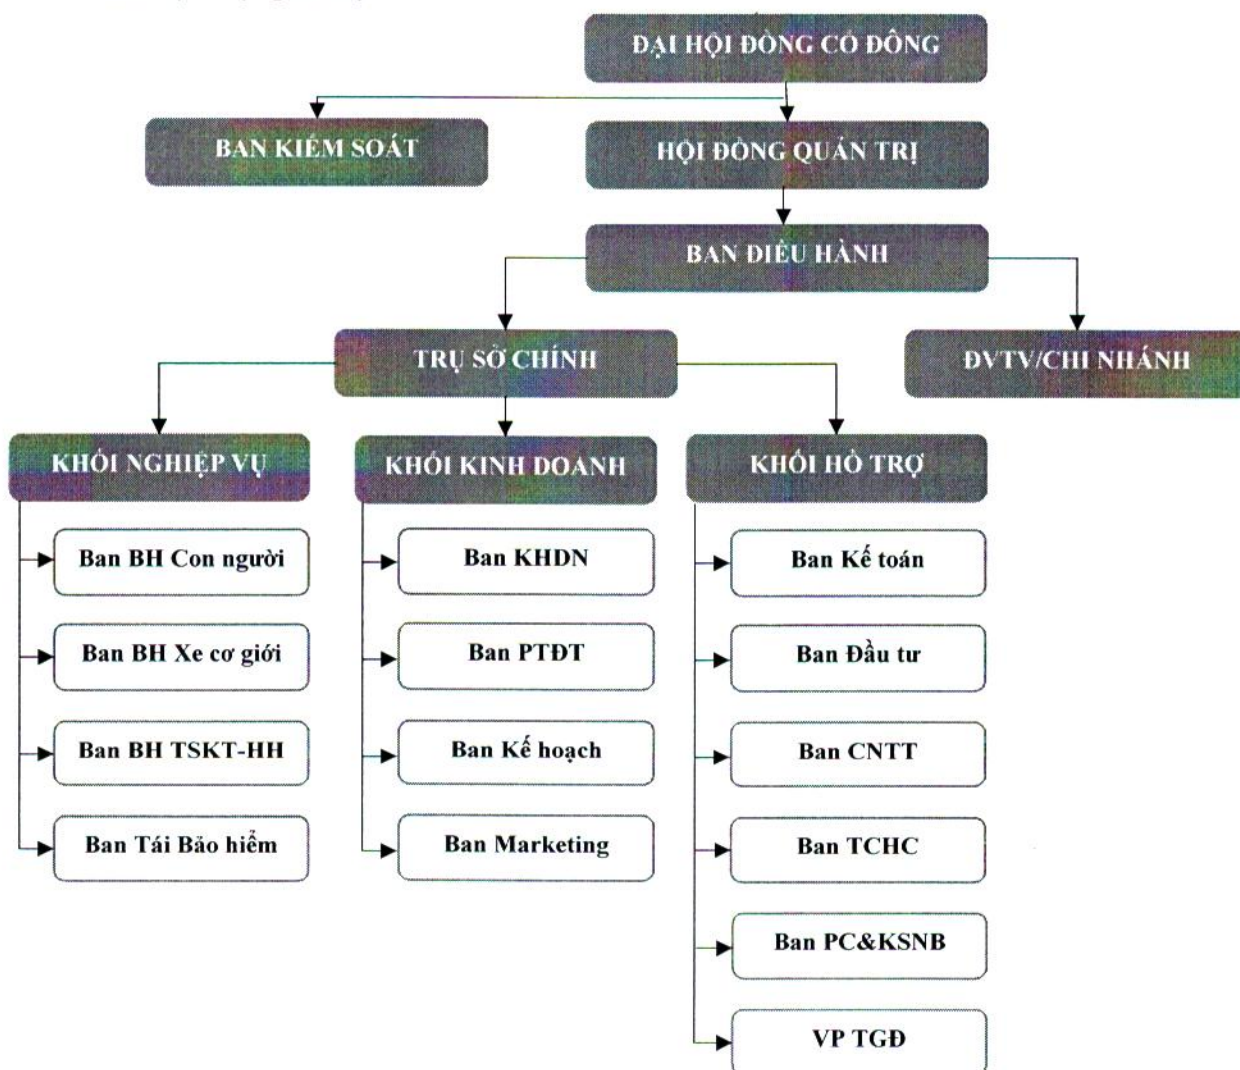 ĐẠI HỘI ĐỒNG CỔ ĐÔNG
BAN KIỂM SOÁT
HỘI ĐỒNG QUẢN TRỊ
BAN ĐIỀU HÀNH
TRỤ SỞ CHÍNH
ĐVTV/CHI NHÁNH
KHỐI NGHIỆP VỤ
KHỐI KINH DOANH
KHỐI HỖ TRỢ
Ban BH Con người
Ban KHDN
Ban Kế toán
Ban BH Xe cơ giới
Ban PTĐT
Ban Đầu tư
Ban BH TSKT-HH
Ban Kế hoạch
Ban CNTT
Ban Tái Bảo hiểm
Ban Marketing
Ban TCHC
Ban PC&KSNB
VP TGĐ